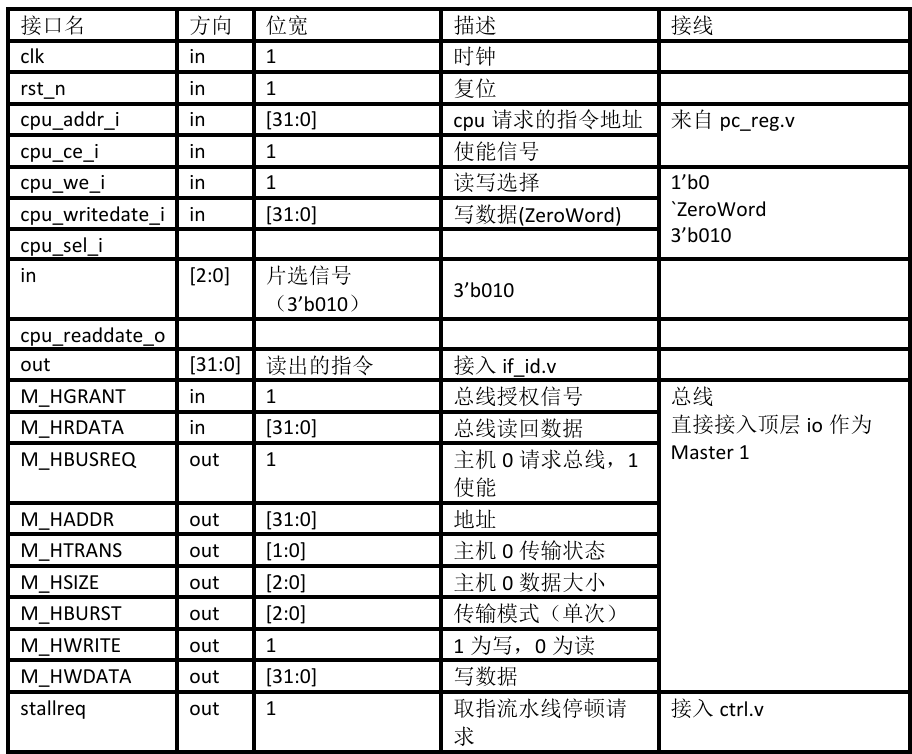 接口名 方向 位宽 描述 接线
clk in 1 时钟
rst_n in 1 复位
cpu_addr_i in [31:0] cpu 请求的指令地址 来自 pc_reg.v
cpu_ce_i in 1 使能信号
cpu_we_i in 1 读写选择 1’b0
cpu_writedate_i in [31:0] 写数据(ZeroWord) `ZeroWord
cpu_sel_i 3’b010
in [2:0] 片选信号
（3’b010） 3’b010
cpu_readdate_o
out [31:0] 读出的指令 接入 if_id.v
M_HGRANT in 1 总线授权信号 总线
M_HRDATA in [31:0] 总线读回数据 直接接入顶层 io 作为
M_HBUSREQ out 1 主机 0 请求总线，1 Master 1
使能
M_HADDR out [31:0] 地址
M_HTRANS out [1:0] 主机 0 传输状态
M_HSIZE out [2:0] 主机 0 数据大小
M_HBURST out [2:0] 传输模式（单次）
M_HWRITE out 1 1 为写，0 为读
M_HWDATA out [31:0] 写数据
stallreq out 1 取指流水线停顿请 接入 ctrl.v
求